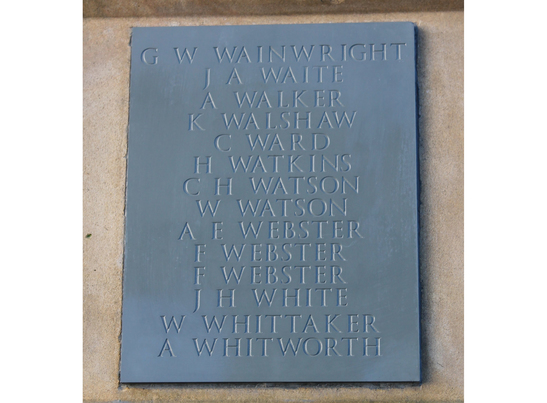 G W WAINWRIGHT
J A WAITE
A WALKER
K WALSHAW
C WARD
H WATKINS
C H WATSON
W WATSON
A E WEBSTER
F WEBSTER
F WEBSTER
J H WHITE
W WHITTAKER
A WHITWORTH